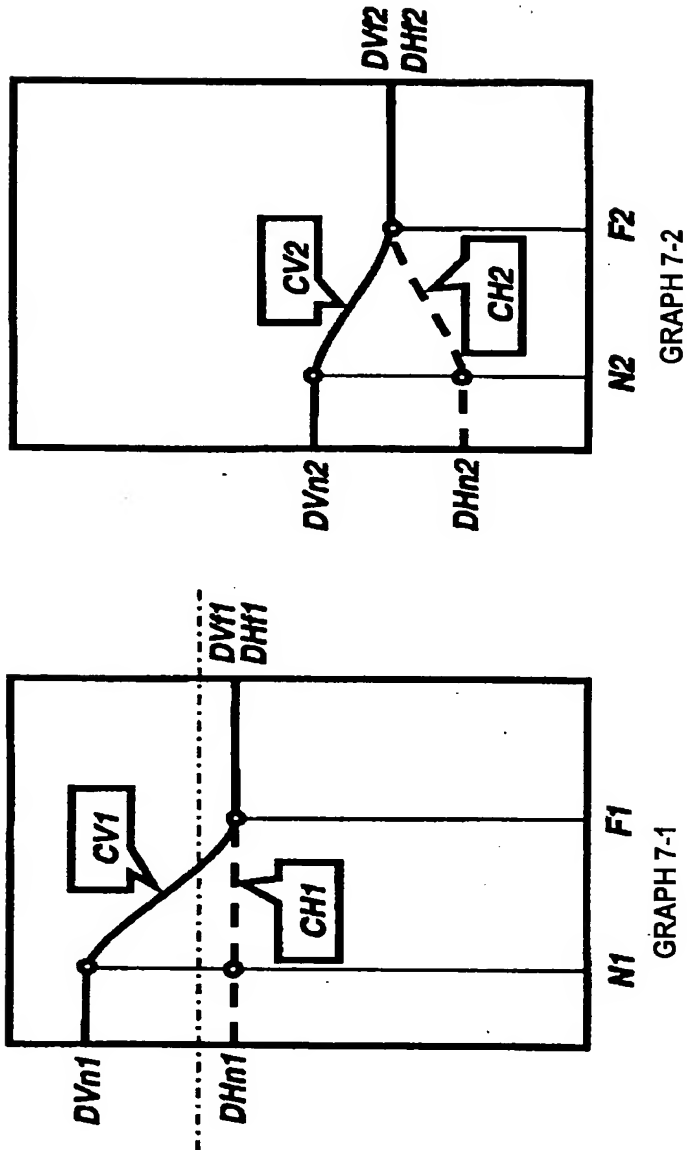 DVn1
DHn1
CV1
CH1
DVf1
DHf1
N1
F1
GRAPH 7-1
DVn2
DHn2
CV2
CH2
DVf2
DHf2
N2
F2
GRAPH 7-2